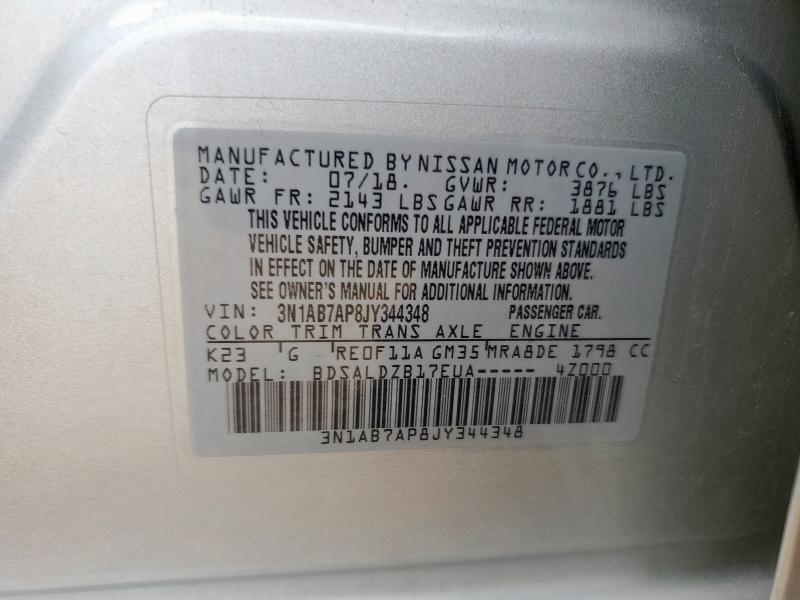 MANUFACTURED BY NISSAN MOTOR CO., LTD.
DATE: 07/18. GVWR: 3876 LBS
GAWR FR: 2143 LBS GAWR RR: 1881 LBS
THIS VEHICLE CONFORMS TO ALL APPLICABLE FEDERAL MOTOR
VEHICLE SAFETY, BUMPER AND THEFT PREVENTION STANDARDS
IN EFFECT ON THE DATE OF MANUFACTURE SHOWN ABOVE.
SEE OWNER'S MANUAL FOR ADDITIONAL INFORMATION.
VIN: 3N1AB7AP8JY344348 PASSENGER CAR.
COLOR TRIM TRANS AXLE ENGINE
K23 G RE0F11A GM35 MRA8DE 1798 CC
MODEL: BDSALDZB17EUA----- 4Z000
3N1AB7AP8JY344348